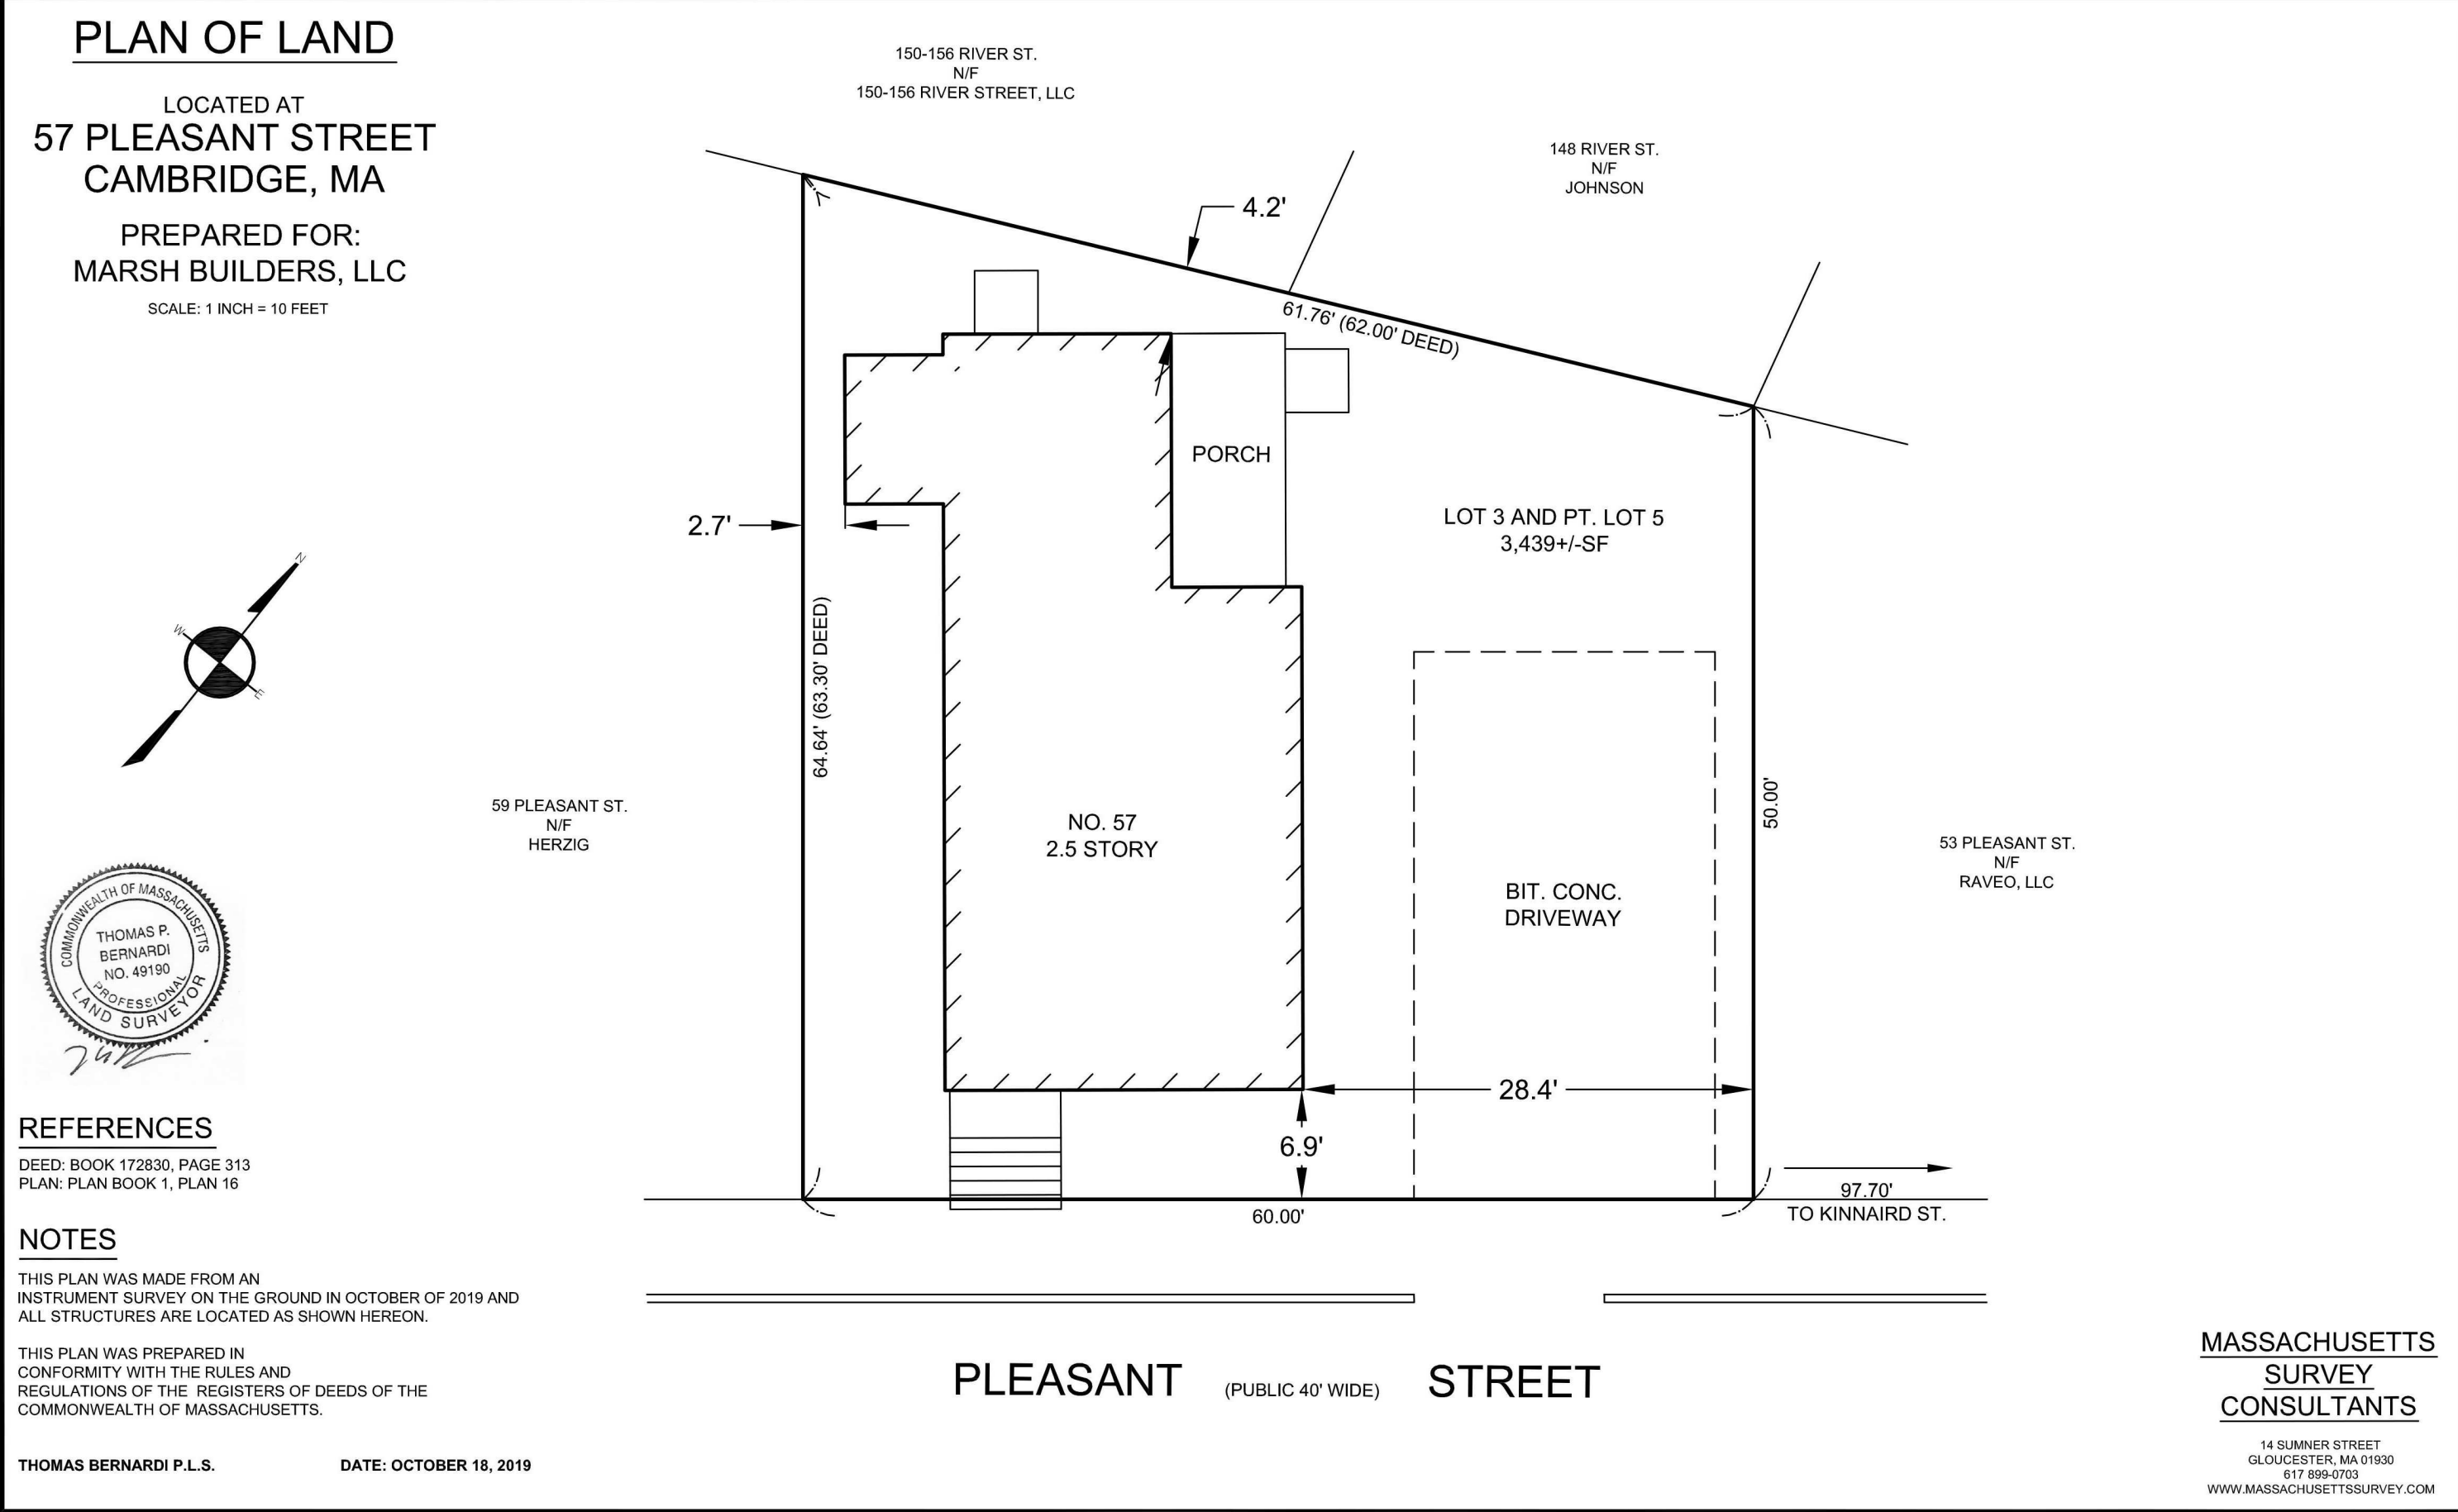 PLAN OF LAND
LOCATED AT
57 PLEASANT STREET
CAMBRIDGE, MA
PREPARED FOR:
MARSH BUILDERS, LLC
SCALE: 1 INCH = 10 FEET
150-156 RIVER ST.
N/F
150-156 RIVER STREET, LLC
148 RIVER ST.
N/F
JOHNSON
4.2'
61.76' (62.00' DEED)
PORCH
2.7'
LOT 3 AND PT. LOT 5
3,439+/-SF
N
W
E
64.64' (63.30' DEED)
59 PLEASANT ST.
N/F
HERZIG
NO. 57
2.5 STORY
50.00'
BIT. CONC.
DRIVEWAY
53 PLEASANT ST.
N/F
RAVEO, LLC
COMMONWEALTH OF MASSACHUSETTS
THOMAS P.
BERNARDI
NO. 49190
PROFESSIONAL
LAND SURVEYOR
28.4'
6.9'
97.70'
TO KINNAIRD ST.
60.00'
REFERENCES
DEED: BOOK 172830, PAGE 313
PLAN: PLAN BOOK 1, PLAN 16
NOTES
THIS PLAN WAS MADE FROM AN
INSTRUMENT SURVEY ON THE GROUND IN OCTOBER OF 2019 AND
ALL STRUCTURES ARE LOCATED AS SHOWN HEREON.
THIS PLAN WAS PREPARED IN
CONFORMITY WITH THE RULES AND
REGULATIONS OF THE REGISTERS OF DEEDS OF THE
COMMONWEALTH OF MASSACHUSETTS.
THOMAS BERNARDI P.L.S. DATE: OCTOBER 18, 2019
PLEASANT (PUBLIC 40' WIDE) STREET
MASSACHUSETTS
SURVEY
CONSULTANTS
14 SUMNER STREET
GLOUCESTER, MA 01930
617 899-0703
WWW.MASSACHUSETTSSURVEY.COM